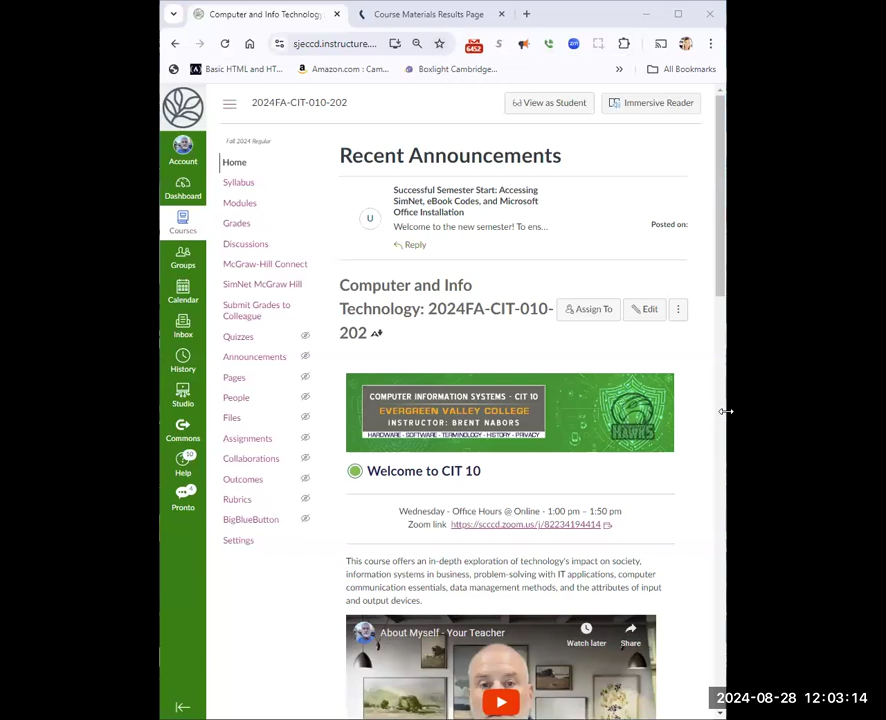 Computer and Info Technology:
Course Materials Results Page
sjeccd.instructure....
6452
zm
Basic HTML and HT...
Amazon.com : Cam...
Boxlight Cambridge...
»
All Bookmarks
2024FA-CIT-010-202
View as Student
Immersive Reader
Account
Dashboard
Courses
Groups
Calendar
Inbox
History
Studio
Commons
10
Help
4
Pronto
Fall 2024 Regular
Home
Syllabus
Modules
Grades
Discussions
McGraw-Hill Connect
SimNet McGraw Hill
Submit Grades to
Colleague
Quizzes
Announcements
Pages
People
Files
Assignments
Collaborations
Outcomes
Rubrics
BigBlueButton
Settings
Recent Announcements
Successful Semester Start: Accessing
SimNet, eBook Codes, and Microsoft
Office Installation
U
Welcome to the new semester! To ens...
Posted on:
Reply
Computer and Info
Technology: 2024FA-CIT-010-
202
Assign To
Edit
COMPUTER INFORMATION SYSTEMS - CIT 10
EVERGREEN VALLEY COLLEGE
INSTRUCTOR: BRENT NABORS
HARDWARE - SOFTWARE - TERMINOLOGY - HISTORY - PRIVACY
HAWKS
Welcome to CIT 10
Wednesday - Office Hours @ Online - 1:00 pm – 1:50 pm
Zoom link https://scccd.zoom.us/j/82234194414
This course offers an in-depth exploration of technology's impact on society,
information systems in business, problem-solving with IT applications, computer
communication essentials, data management methods, and the attributes of input
and output devices.
About Myself - Your Teacher
Watch later
Share
2024-08-28 12:03:14